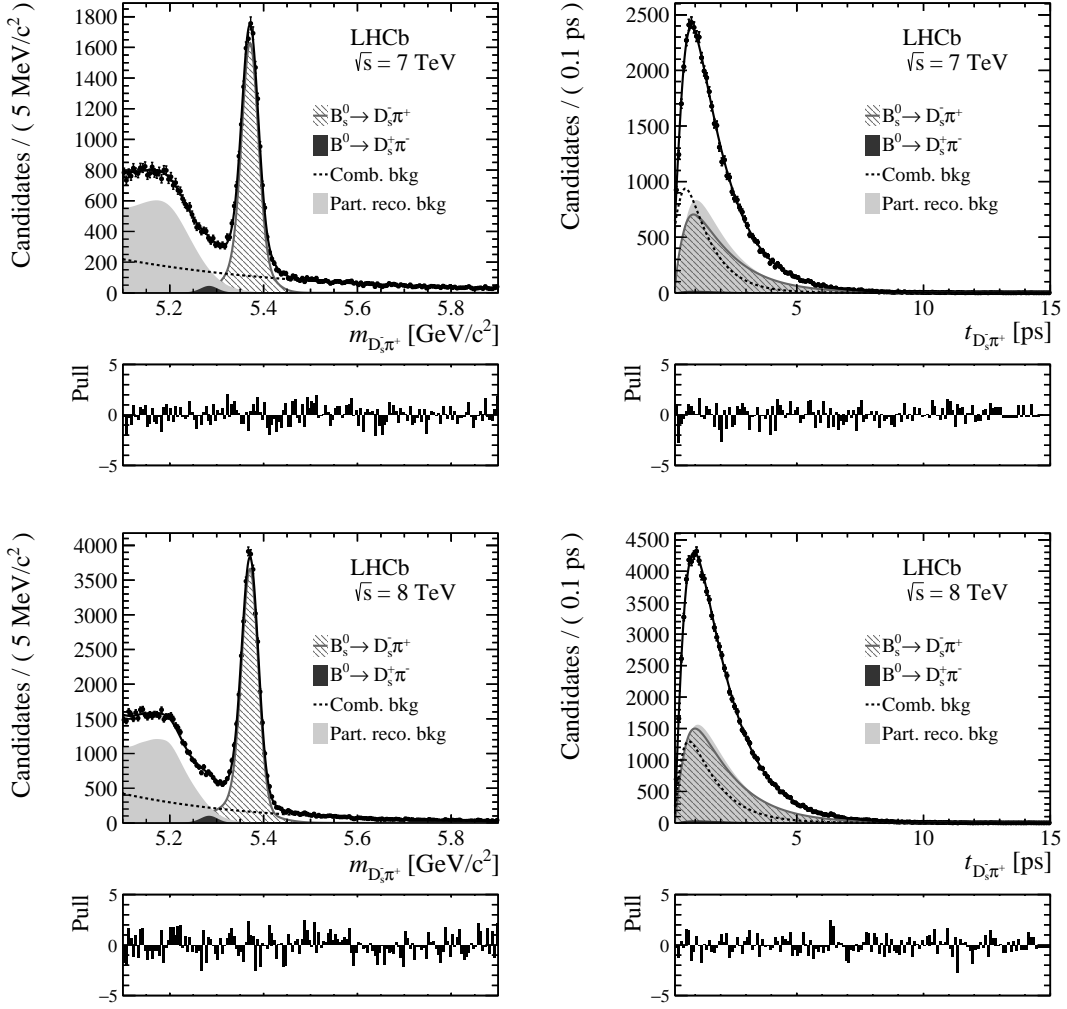 Candidates / ( 5 MeV/c²  )
1800
1600
1400
1200
1000
800
600
400
200
0
LHCb
√s = 7 TeV
B⁰ₛ→ D⁻ₛπ⁺
B⁰→ D⁺ₛπ⁻
Comb. bkg
Part. reco. bkg
5.2 5.4 5.6 5.8
m D⁻ₛπ⁺ [GeV/c²]
Pull
5
0
−5
Candidates / ( 0.1 ps  )
2500
2000
1500
1000
500
0
LHCb
√s = 7 TeV
B⁰ₛ→ D⁻ₛπ⁺
B⁰→ D⁺ₛπ⁻
Comb. bkg
Part. reco. bkg
5 10 15
t D⁻ₛπ⁺ [ps]
Pull
5
0
−5
Candidates / ( 5 MeV/c²  )
4000
3500
3000
2500
2000
1500
1000
500
0
LHCb
√s = 8 TeV
B⁰ₛ→ D⁻ₛπ⁺
B⁰→ D⁺ₛπ⁻
Comb. bkg
Part. reco. bkg
5.2 5.4 5.6 5.8
m D⁻ₛπ⁺ [GeV/c²]
Pull
5
0
−5
Candidates / ( 0.1 ps  )
4500
4000
3500
3000
2500
2000
1500
1000
500
0
LHCb
√s = 8 TeV
B⁰ₛ→ D⁻ₛπ⁺
B⁰→ D⁺ₛπ⁻
Comb. bkg
Part. reco. bkg
5 10 15
t D⁻ₛπ⁺ [ps]
Pull
5
0
−5